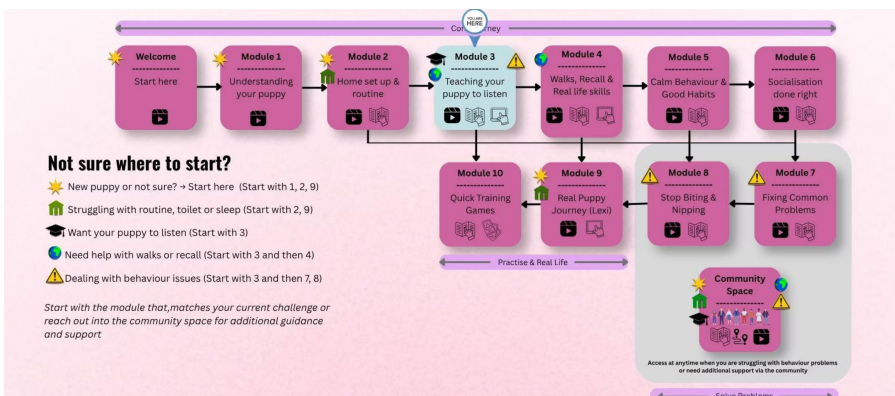 YOU ARE
HERE
Welcome
-------------
Start here
Module 1
-------------
Understanding
your puppy
Module 2
-------------
Home set up &
routine
Module 3
-------------
Teaching your
puppy to listen
Module 4
-------------
Walks, Recall &
Real life skills
Module 5
-------------
Calm Behaviour &
Good Habits
Module 6
-------------
Socialisation
done right
Not sure where to start?
New puppy or not sure? → Start here (Start with 1, 2, 9)
Struggling with routine, toilet or sleep (Start with 2, 9)
Want your puppy to listen (Start with 3)
Need help with walks or recall (Start with 3 and then 4)
Dealing with behaviour issues (Start with 3 and then 7, 8)
Start with the module that,matches your current challenge or
reach out into the community space for additional guidance
and support
Module 10
-------------
Quick Training
Games
Module 9
-------------
Real Puppy
Journey (Lexi)
Module 8
-------------
Stop Biting &
Nipping
Module 7
-------------
Fixing Common
Problems
Practise & Real Life
Community
Space
-------------
Access at anytime when you are struggling with behaviour problems
or need additional support via the community
Solve Problems